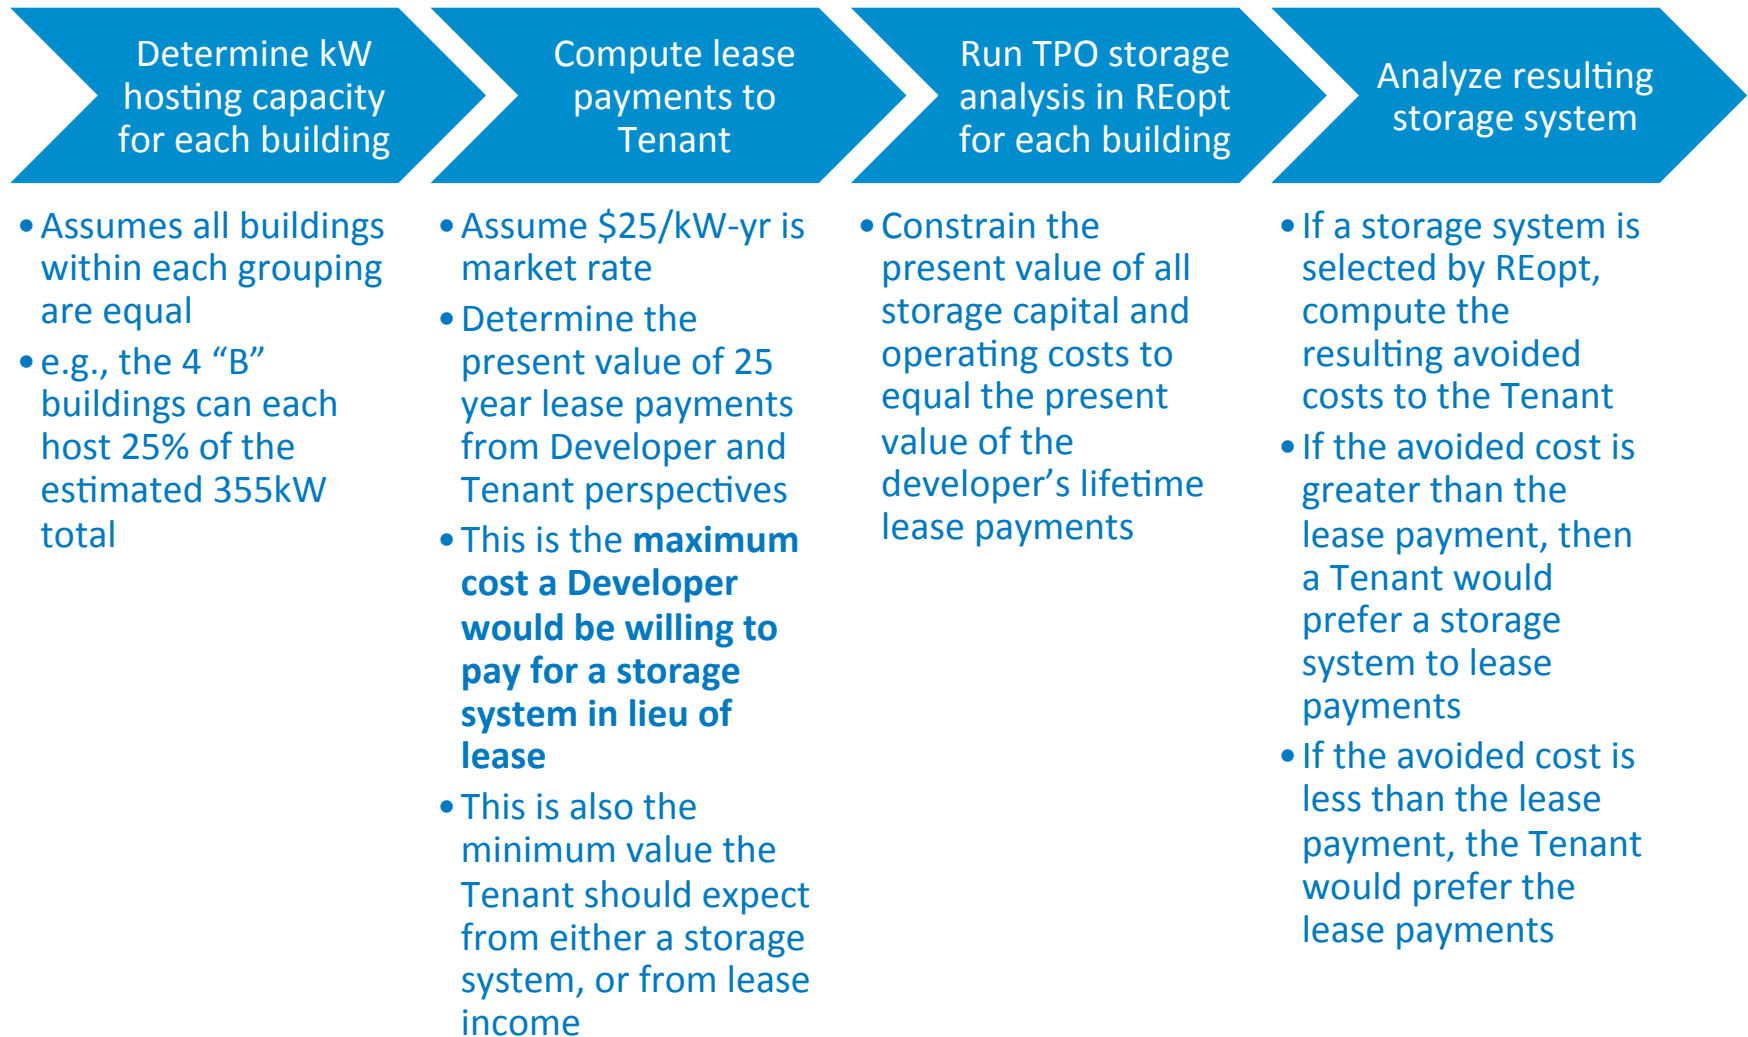 Determine kW
hosting capacity
for each building
• Assumes all buildings
within each grouping
are equal
• e.g., the 4 “B”
buildings can each
host 25% of the
estimated 355kW
total
Compute lease
payments to
Tenant
• Assume $25/kW-yr is
market rate
• Determine the
present value of 25
year lease payments
from Developer and
Tenant perspectives
• This is the maximum
cost a Developer
would be willing to
pay for a storage
system in lieu of
lease
• This is also the
minimum value the
Tenant should expect
from either a storage
system, or from lease
income
Run TPO storage
analysis in REopt
for each building
• Constrain the
present value of all
storage capital and
operating costs to
equal the present
value of the
developer’s lifetime
lease payments
Analyze resulting
storage system
• If a storage system is
selected by REopt,
compute the
resulting avoided
costs to the Tenant
• If the avoided cost is
greater than the
lease payment, then
a Tenant would
prefer a storage
system to lease
payments
• If the avoided cost is
less than the lease
payment, the Tenant
would prefer the
lease payments